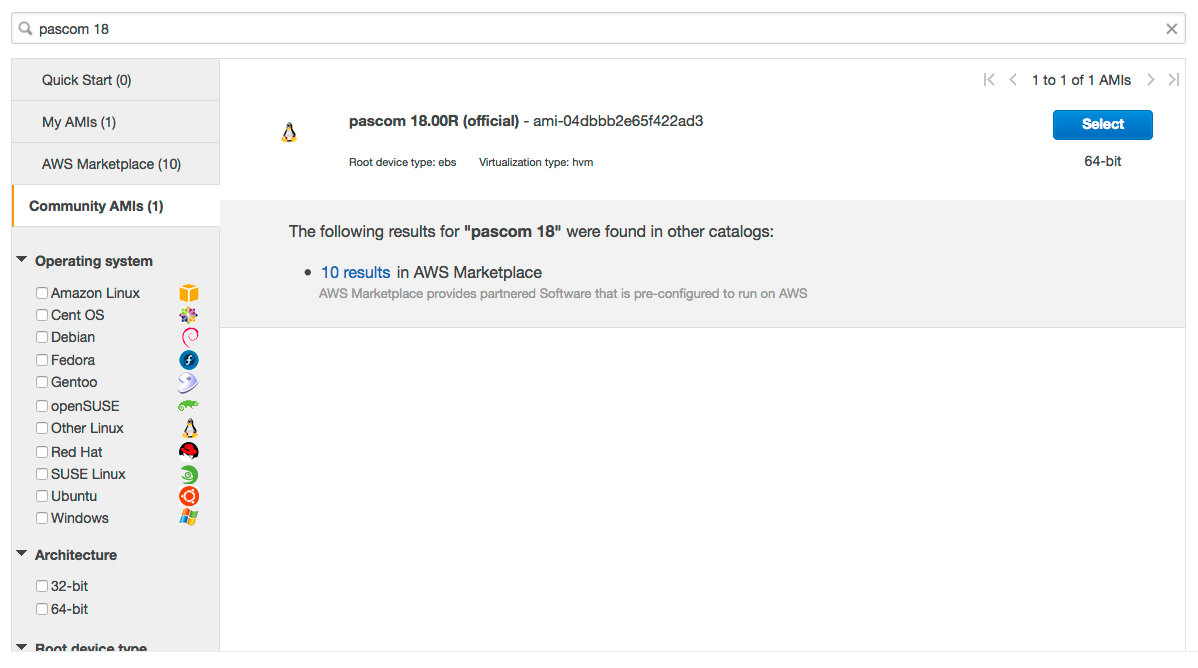 pascom 18
Quick Start (0)
My AMIs (1)
AWS Marketplace (10)
Community AMIs (1)
Operating system
Amazon Linux
Cent OS
Debian
Fedora
Gentoo
openSUSE
Other Linux
Red Hat
SUSE Linux
Ubuntu
Windows
Architecture
32-bit
64-bit
Root device type
1 to 1 of 1 AMIs
pascom 18.00R (official) - ami-04dbbb2e65f422ad3
Select
Root device type: ebs Virtualization type: hvm
64-bit
The following results for "pascom 18" were found in other catalogs:
10 results in AWS Marketplace
AWS Marketplace provides partnered Software that is pre-configured to run on AWS